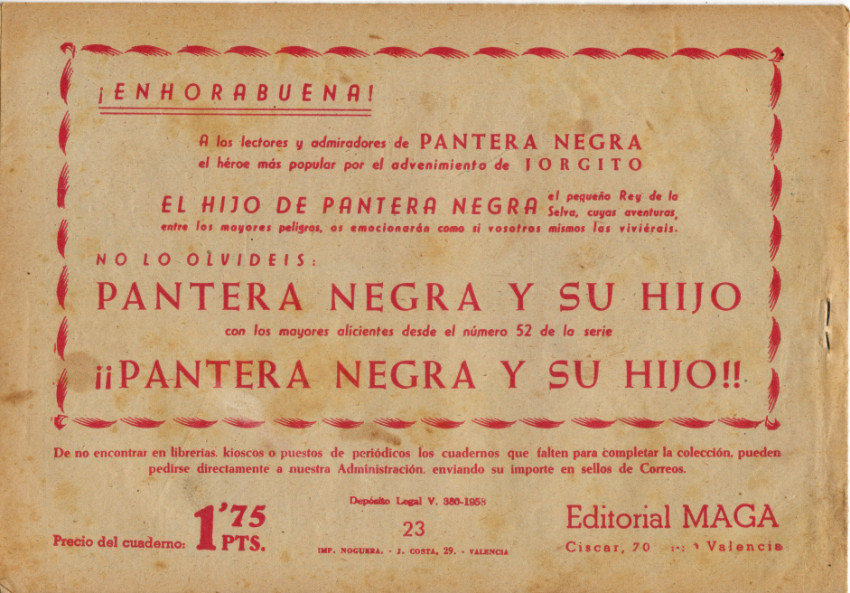 ¡ENHORABUENA!
A los lectores y admiradores de PANTERA NEGRA
el héroe más popular por el advenimiento de JORGITO
EL HIJO DE PANTERA NEGRA el pequeño Rey de la
Selva, cuyas aventuras,
entre los mayores peligros, os emocionarán como si vosotros mismos las viviérais.
NO LO OLVIDEIS:
PANTERA NEGRA Y SU HIJO
con los mayores alicientes desde el número 52 de la serie
¡¡PANTERA NEGRA Y SU HIJO!!
De no encontrar en librerías, kioscos o puestos de periódicos los cuadernos que falten para completar la colección, pueden
pedirse directamente a nuestra Administración, enviando su importe en sellos de Correos.
Precio del cuaderno: 1'75 PTS.
Depósito Legal V. 380-1958
23
IMP. NOGUERA. - J. COSTA, 29. - VALENCIA
Editorial MAGA
Ciscar, 70 Valencia